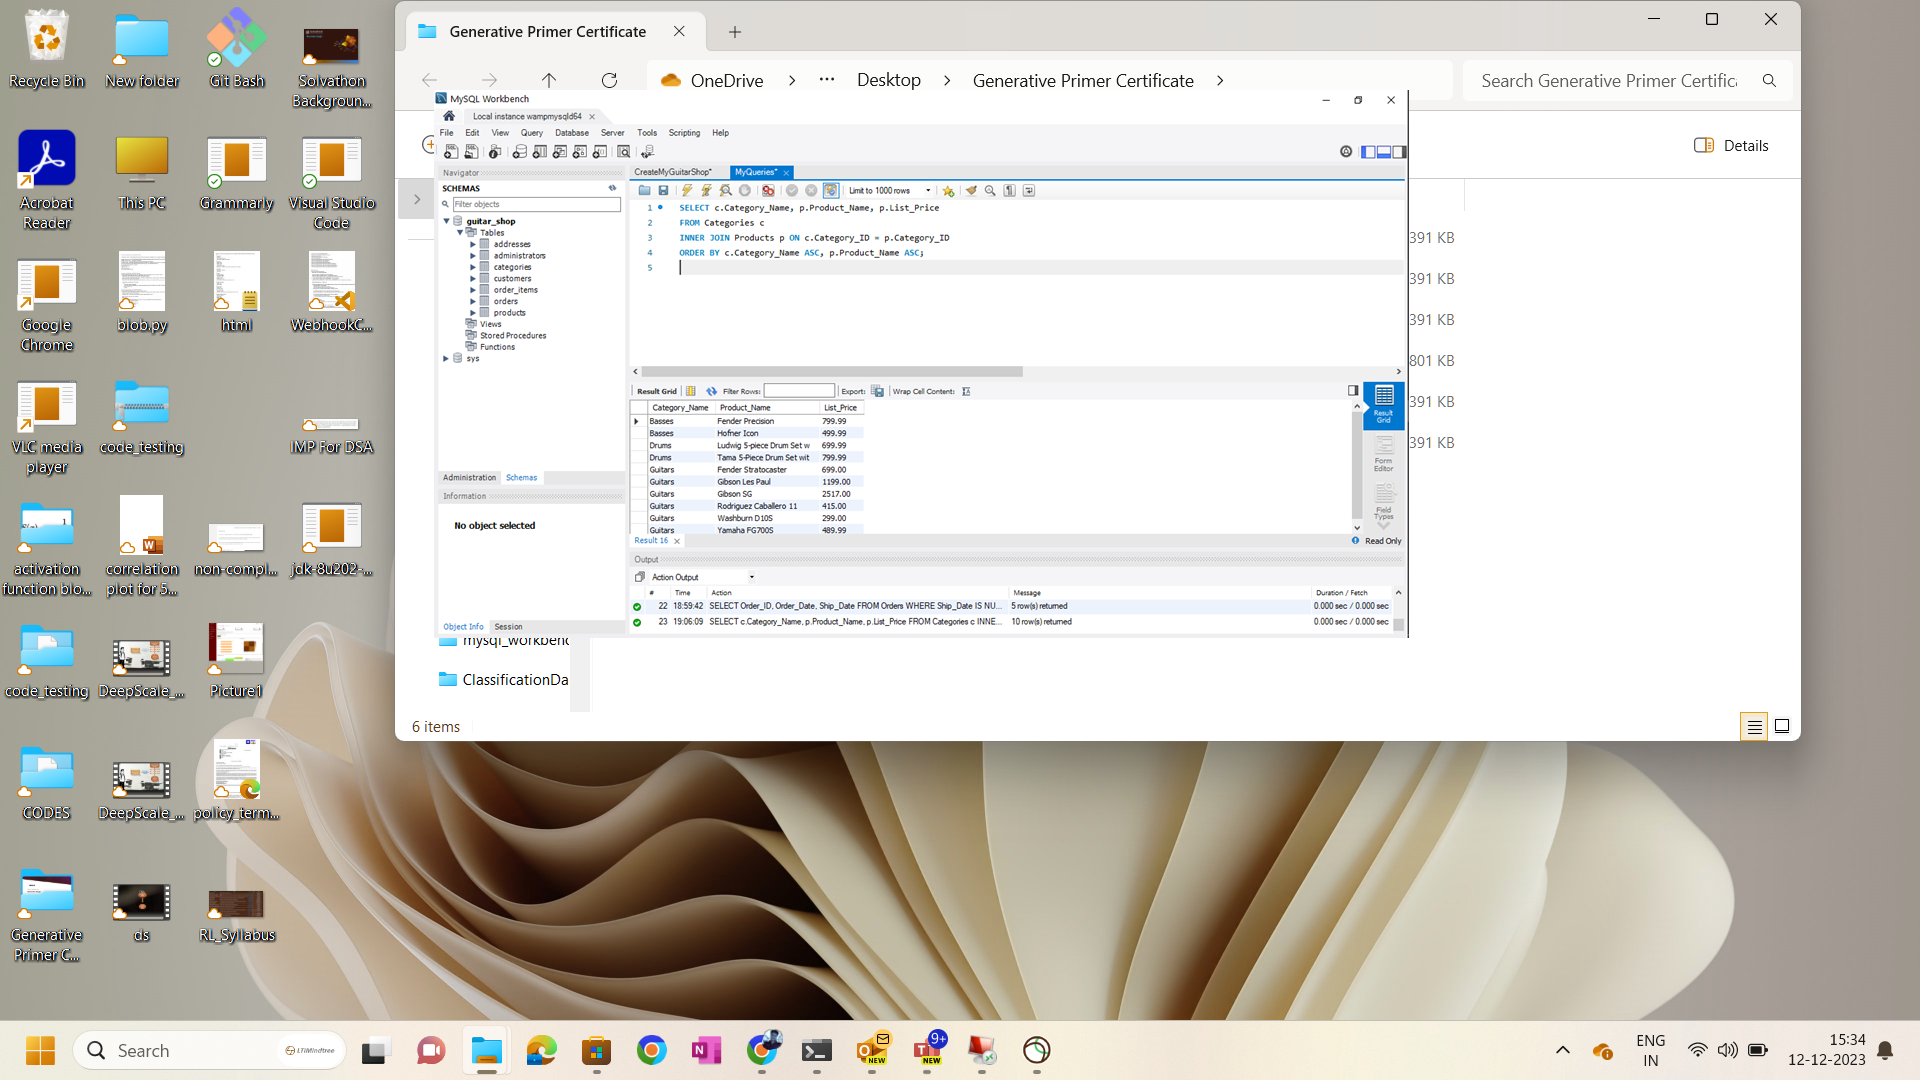 Recycle Bin
New folder
Git Bash
Solvathon
Backgroun...
Acrobat
Reader
This PC
Grammarly
Visual Studio
Code
Google
Chrome
blob.py
html
WebhookC...
VLC media
player
code_testing
IMP For DSA
activation
function blo...
correlation
plot for 5...
non-compl...
jdk-8u202-...
code_testing
DeepScale_...
Picture1
CODES
DeepScale_...
policy_term...
Generative
Primer C...
ds
RL_Syllabus
Generative Primer Certificate
OneDrive
...
Desktop
Generative Primer Certificate
Search Generative Primer Certific
Details
391 KB
391 KB
391 KB
801 KB
391 KB
391 KB
MySQL Workbench
Local instance wampmysqld64
File Edit View Query Database Server Tools Scripting Help
Navigator
SCHEMAS
Filter objects
guitar_shop
Tables
addresses
administrators
categories
customers
order_items
orders
products
Views
Stored Procedures
Functions
sys
Administration Schemas
Information
No object selected
Object Info Session
CreateMyGuitarShop* MyQueries*
Limit to 1000 rows
1 SELECT c.Category_Name, p.Product_Name, p.List_Price
2 FROM Categories c
3 INNER JOIN Products p ON c.Category_ID = p.Category_ID
4 ORDER BY c.Category_Name ASC, p.Product_Name ASC;
5
Result Grid Filter Rows: Export: Wrap Cell Content:
Category_Name Product_Name List_Price
Basses Fender Precision 799.99
Basses Hofner Icon 499.99
Drums Ludwig 5-piece Drum Set w 699.99
Drums Tama 5-Piece Drum Set wit 799.99
Guitars Fender Stratocaster 699.00
Guitars Gibson Les Paul 1199.00
Guitars Gibson SG 2517.00
Guitars Rodriguez Caballero 11 415.00
Guitars Washburn D10S 299.00
Guitars Yamaha FG700S 489.99
Result
Grid
Form
Editor
Field
Types
Result 16
Read Only
Output
Action Output
# Time Action Message Duration / Fetch
22 18:59:42 SELECT Order_ID, Order_Date, Ship_Date FROM Orders WHERE Ship_Date IS NU... 5 row(s) returned 0.000 sec / 0.000 sec
23 19:06:09 SELECT c.Category_Name, p.Product_Name, p.List_Price FROM Categories c INNE... 10 row(s) returned 0.000 sec / 0.000 sec
mysql_workbenc
ClassificationDa
6 items
Search
LTIMindtree
NEW
9+
NEW
ENG
IN
15:34
12-12-2023